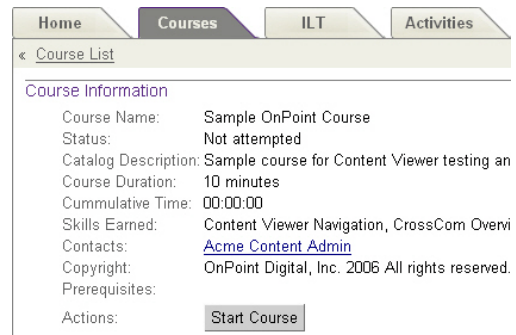 Home Courses ILT Activities
« Course List
Course Information
Course Name: Sample OnPoint Course
Status: Not attempted
Catalog Description: Sample course for Content Viewer testing an
Course Duration: 10 minutes
Cummulative Time: 00:00:00
Skills Earned: Content Viewer Navigation, CrossCom Overvi
Contacts: Acme Content Admin
Copyright: OnPoint Digital, Inc. 2006 All rights reserved.
Prerequisites:
Actions: Start Course